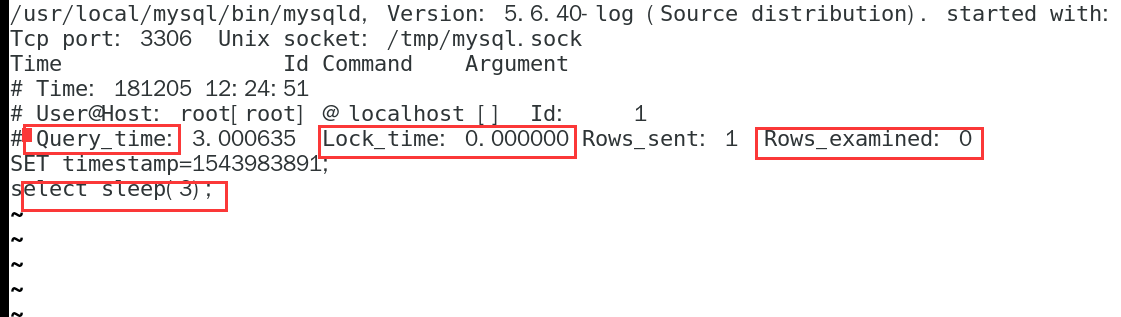 /usr/local/mysql/bin/mysqld, Version: 5.6.40-log (Source distribution). started with:
Tcp port: 3306  Unix socket: /tmp/mysql.sock
Time                 Id Command    Argument
# Time: 181205 12:24:51
# User@Host: root[root] @ localhost []  Id:     1
# Query_time: 3.000635  Lock_time: 0.000000 Rows_sent: 1  Rows_examined: 0
SET timestamp=1543983891;
select sleep(3);
~
~
~
~
~